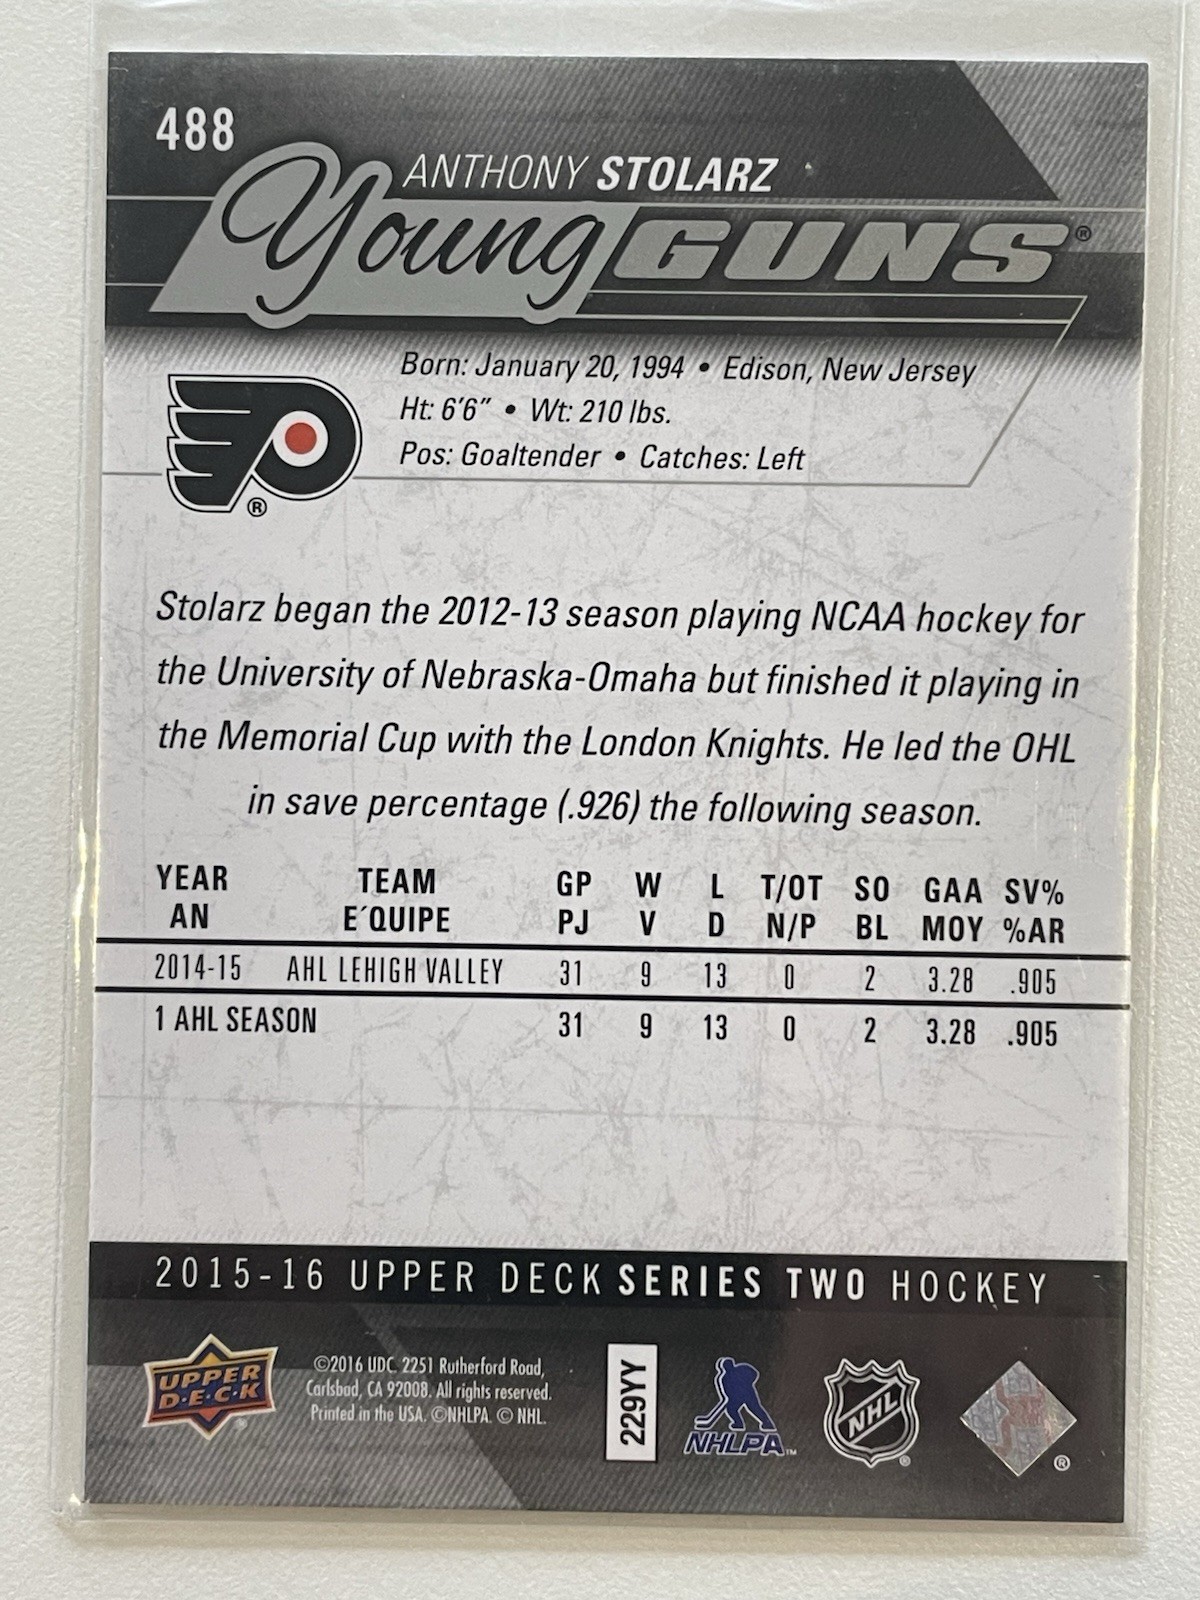 488
ANTHONY STOLARZ
Young GUNS®
Born: January 20, 1994 • Edison, New Jersey
Ht: 6'6" • Wt: 210 lbs.
Pos: Goaltender • Catches: Left
®
Stolarz began the 2012-13 season playing NCAA hockey for
the University of Nebraska-Omaha but finished it playing in
the Memorial Cup with the London Knights. He led the OHL
in save percentage (.926) the following season.
YEAR TEAM GP W L T/OT SO GAA SV%
AN E´QUIPE PJ V D N/P BL MOY %AR
2014-15 AHL LEHIGH VALLEY 31 9 13 0 2 3.28 .905
1 AHL SEASON 31 9 13 0 2 3.28 .905
2015-16 UPPER DECK SERIES TWO HOCKEY
UPPER
D•E•C•K
©2016 UDC. 2251 Rutherford Road,
Carlsbad, CA 92008. All rights reserved.
Printed in the USA. ©NHLPA. © NHL.
229YY
NHLPA™
NHL®
®